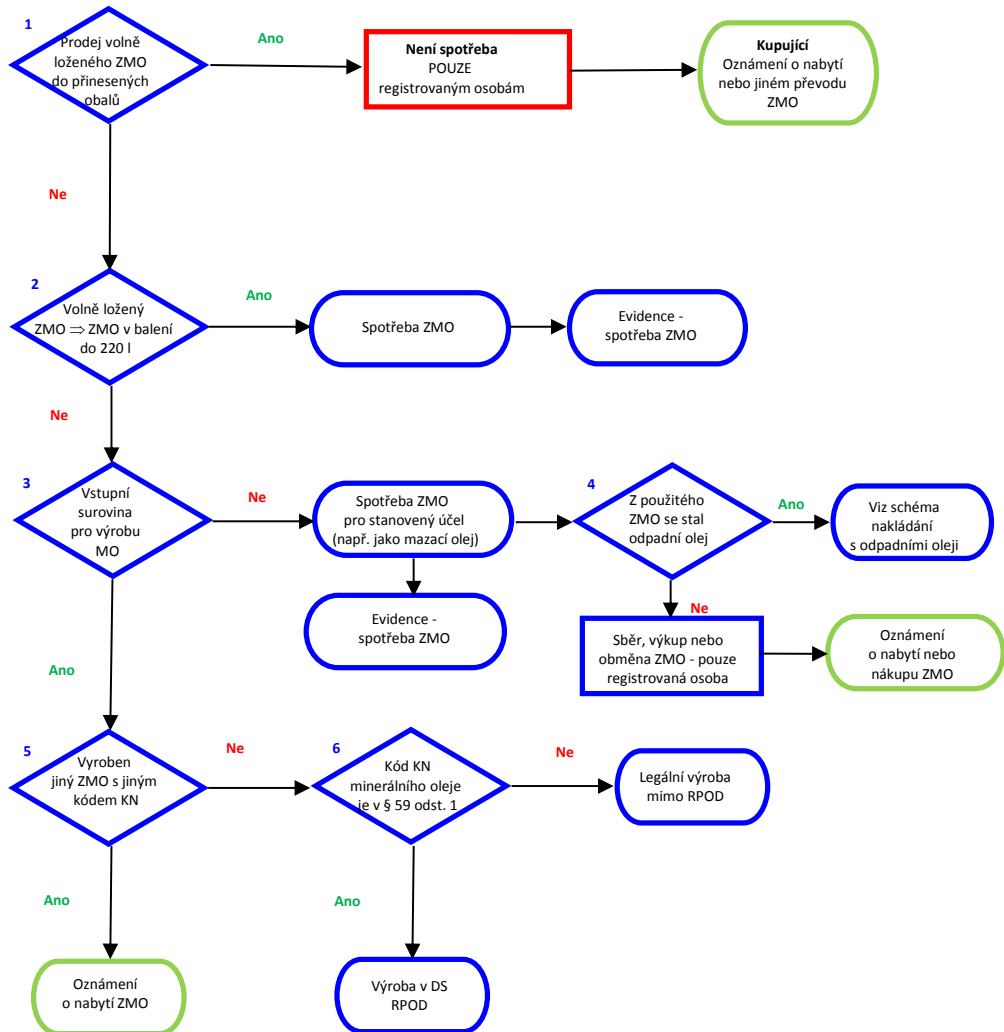 1
Prodej volně
loženého ZMO
do přinesených
obalů
Ano
Není spotřeba
POUZE
registrovaným osobám
Kupující
Oznámení o nabytí
nebo jiném převodu
ZMO
Ne
2
Volně ložený
ZMO ⇒ ZMO v balení
do 220 l
Ano
Spotřeba ZMO
Evidence -
spotřeba ZMO
Ne
3
Vstupní
surovina
pro výrobu
MO
Ne
Spotřeba ZMO
pro stanovený účel
(např. jako mazací olej)
Evidence -
spotřeba ZMO
4
Z použitého
ZMO se stal
odpadní olej
Ano
Viz schéma
nakládání
s odpadními oleji
Ne
Sběr, výkup nebo
obměna ZMO - pouze
registrovaná osoba
Oznámení
o nabytí nebo
nákupu ZMO
Ano
5
Vyroben
jiný ZMO s jiným
kódem KN
Ne
6
Kód KN
minerálního oleje
je v § 59 odst. 1
Ne
Legální výroba
mimo RPOD
Ano
Oznámení
o nabytí ZMO
Ano
Výroba v DS
RPOD